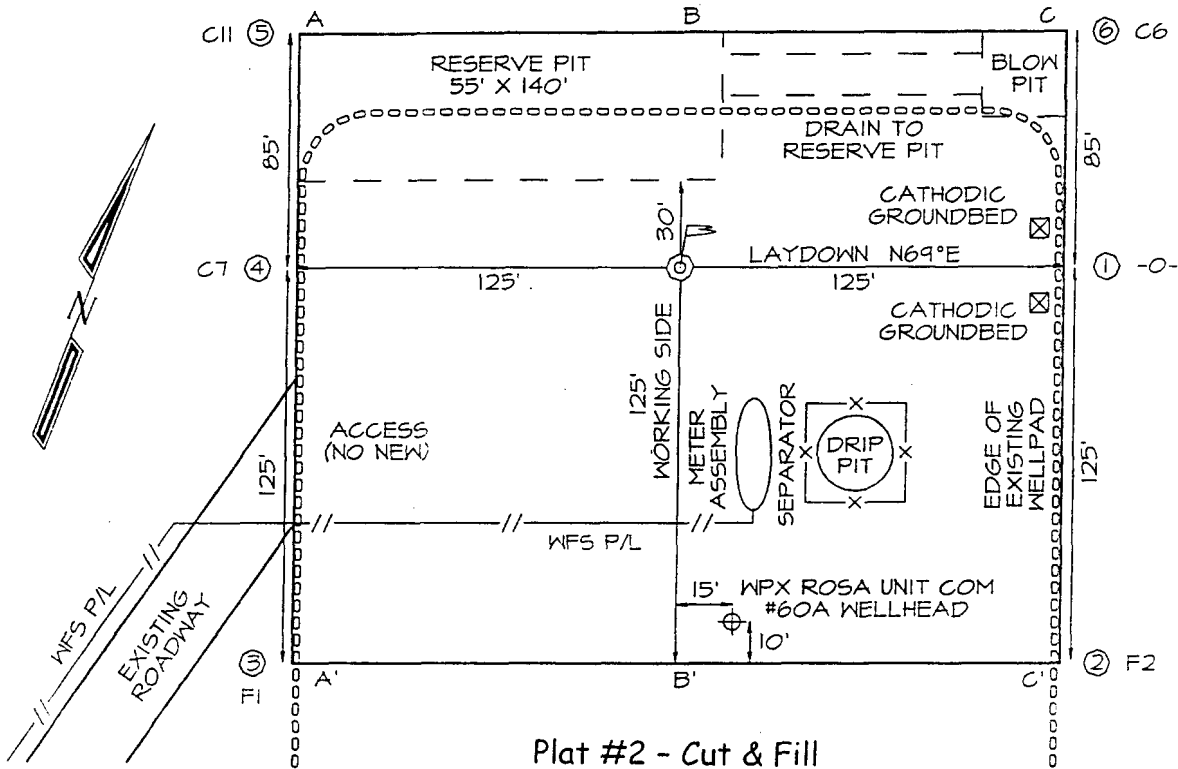 A B C
C11 ⑤ ⑥ C6
RESERVE PIT
55' X 140'
BLOW
PIT
DRAIN TO
RESERVE PIT
85'
85'
CATHODIC
GROUNDBED
30'
LAYDOWN N69°E
C7 ④ ① -0-
125' 125'
CATHODIC
GROUNDBED
N
WORKING SIDE
125'
METER
ASSEMBLY
SEPARATOR
DRIP
PIT
EDGE OF
EXISTING
WELLPAD
125'
ACCESS
(NO NEW)
125'
WFS P/L
WFS P/L
EXISTING
ROADWAY
15'
WPX ROSA UNIT COM
#60A WELLHEAD
10'
③ ② F2
F1 A' B' C'
Plat #2 - Cut & Fill